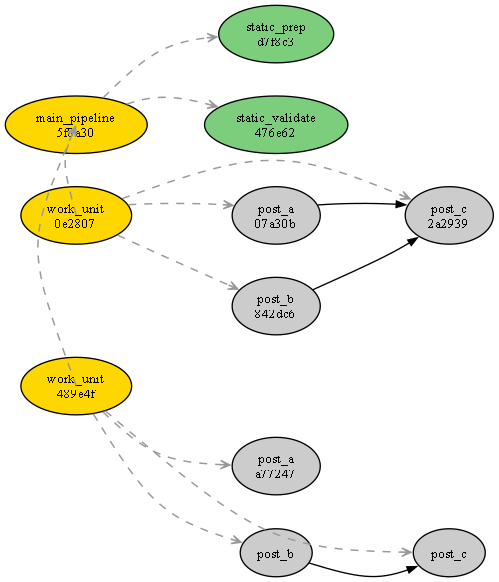 static_prep
d7f8c3
main_pipeline
static_validate
476e62
work_unit
0e2807
post_a
07a30b
post_c
2a2939
post_b
842dc6
work_unit
489e4f
post_a
a77247
post_b
post_c